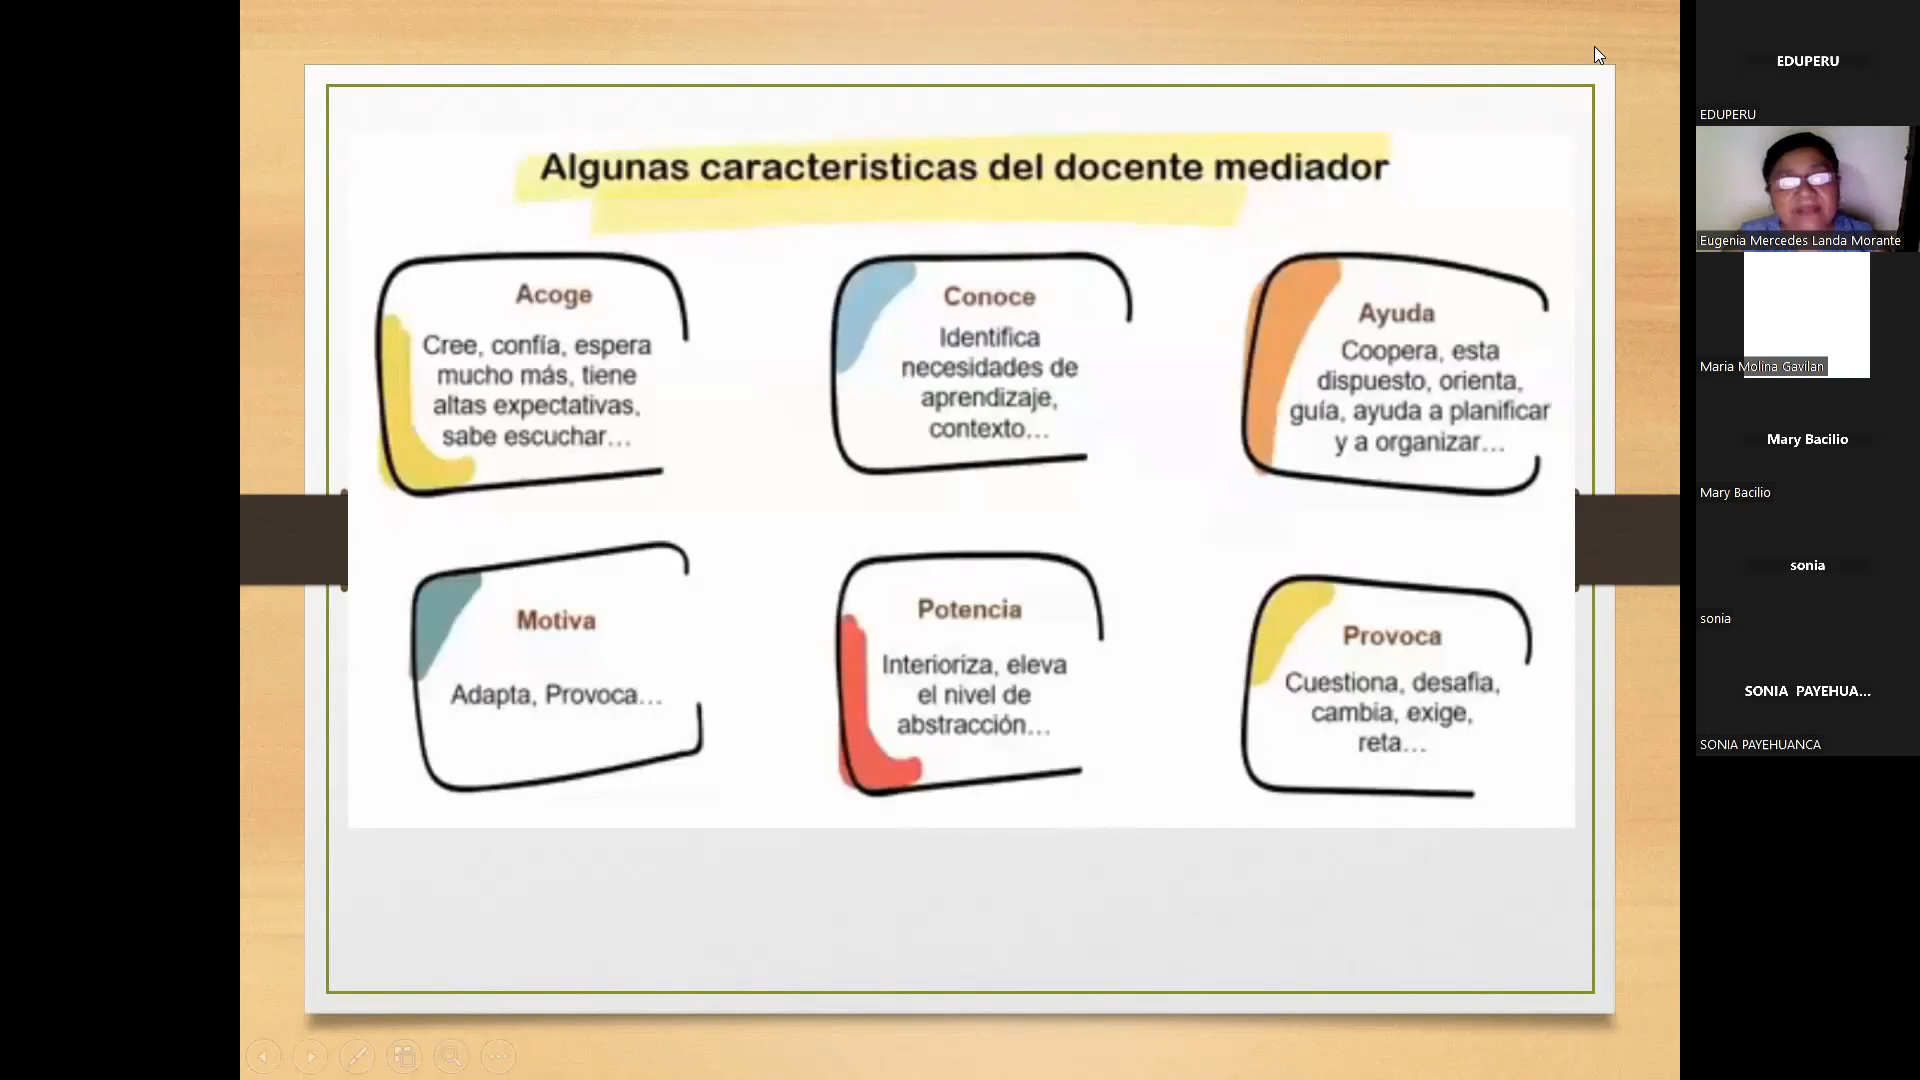 Algunas caracteristicas del docente mediador
Acoge
Cree, confía, espera
mucho más, tiene
altas expectativas,
sabe escuchar...
Conoce
Identifica
necesidades de
aprendizaje,
contexto...
Ayuda
Coopera, esta
dispuesto, orienta,
guía, ayuda a planificar
y a organizar...
Motiva
Adapta, Provoca...
Potencia
Interioriza, eleva
el nivel de
abstracción...
Provoca
Cuestiona, desafia,
cambia, exige,
reta...
EDUPERU
EDUPERU
Eugenia Mercedes Landa Morante
Maria Molina Gavilan
Mary Bacilio
Mary Bacilio
sonia
sonia
SONIA PAYEHUA...
SONIA PAYEHUANCA